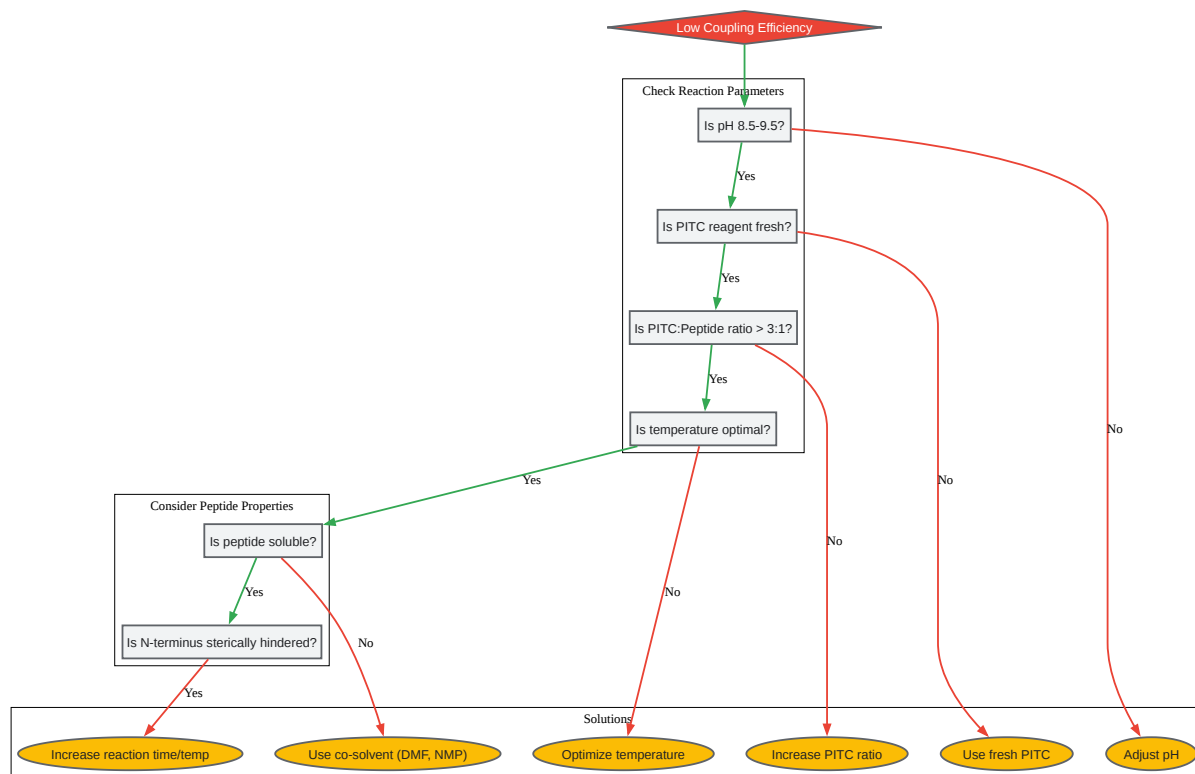 Low Coupling Efficiency
Check Reaction Parameters
Is pH 8.5-9.5?
Yes
Is PITC reagent fresh?
Yes
Is PITC:Peptide ratio > 3:1?
Yes
Is temperature optimal?
No
Yes
No
Consider Peptide Properties
Is peptide soluble?
No
Yes
No
Is N-terminus sterically hindered?
No
Yes
Solutions
Increase reaction time/temp
Use co-solvent (DMF, NMP)
Optimize temperature
Increase PITC ratio
Use fresh PITC
Adjust pH